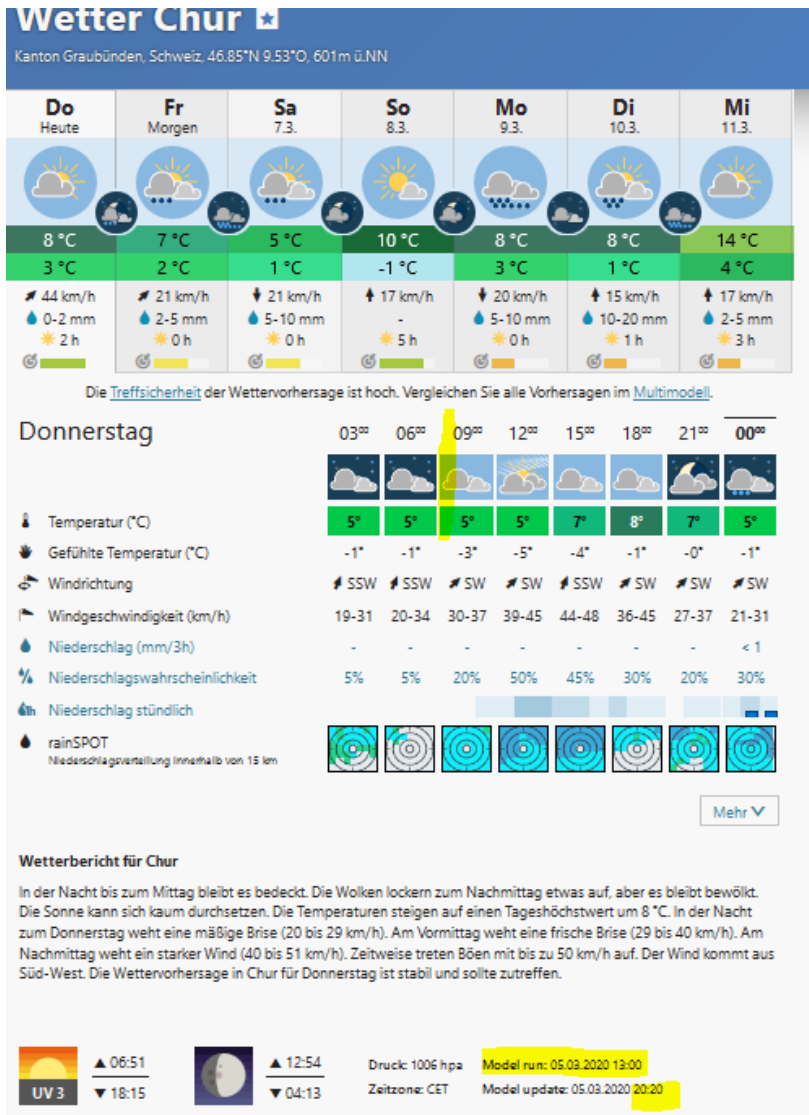 Wetter Chur
Kanton Graubünden, Schweiz, 46.85°N 9.53°O, 601m ü.NN
Do Fr Sa So Mo Di Mi
Heute Morgen 7.3. 8.3. 9.3. 10.3. 11.3.
8 °C 7 °C 5 °C 10 °C 8 °C 8 °C 14 °C
3 °C 2 °C 1 °C -1 °C 3 °C 1 °C 4 °C
44 km/h 21 km/h 21 km/h 17 km/h 20 km/h 15 km/h 17 km/h
0-2 mm 2-5 mm 5-10 mm - 5-10 mm 10-20 mm 2-5 mm
2 h 0 h 0 h 5 h 0 h 1 h 3 h
Die Treffsicherheit der Wettervorhersage ist hoch. Vergleichen Sie alle Vorhersagen im Multimodell.
Donnerstag 03⁰⁰ 06⁰⁰ 09⁰⁰ 12⁰⁰ 15⁰⁰ 18⁰⁰ 21⁰⁰ 00⁰⁰
Temperatur (°C) 5° 5° 5° 5° 7° 8° 7° 5°
Gefühlte Temperatur (°C) -1° -1° -3° -5° -4° -1° -0° -1°
Windrichtung SSW SSW SW SW SSW SW SW SW
Windgeschwindigkeit (km/h) 19-31 20-34 30-37 39-45 44-48 36-45 27-37 21-31
Niederschlag (mm/3h) - - - - - - - < 1
Niederschlagswahrscheinlichkeit 5% 5% 20% 50% 45% 30% 20% 30%
1h Niederschlag stündlich
rainSPOT
Niederschlagsverteilung innerhalb von 15 km
Mehr
Wetterbericht für Chur
In der Nacht bis zum Mittag bleibt es bedeckt. Die Wolken lockern zum Nachmittag etwas auf, aber es bleibt bewölkt.
Die Sonne kann sich kaum durchsetzen. Die Temperaturen steigen auf einen Tageshöchstwert um 8 °C. In der Nacht
zum Donnerstag weht eine mäßige Brise (20 bis 29 km/h). Am Vormittag weht eine frische Brise (29 bis 40 km/h). Am
Nachmittag weht ein starker Wind (40 bis 51 km/h). Zeitweise treten Böen mit bis zu 50 km/h auf. Der Wind kommt aus
Süd-West. Die Wettervorhersage in Chur für Donnerstag ist stabil und sollte zutreffen.
06:51 12:54 Druck: 1006 hpa Model run: 05.03.2020 13:00
UV 3 18:15 04:13 Zeitzone: CET Model update: 05.03.2020 20:20